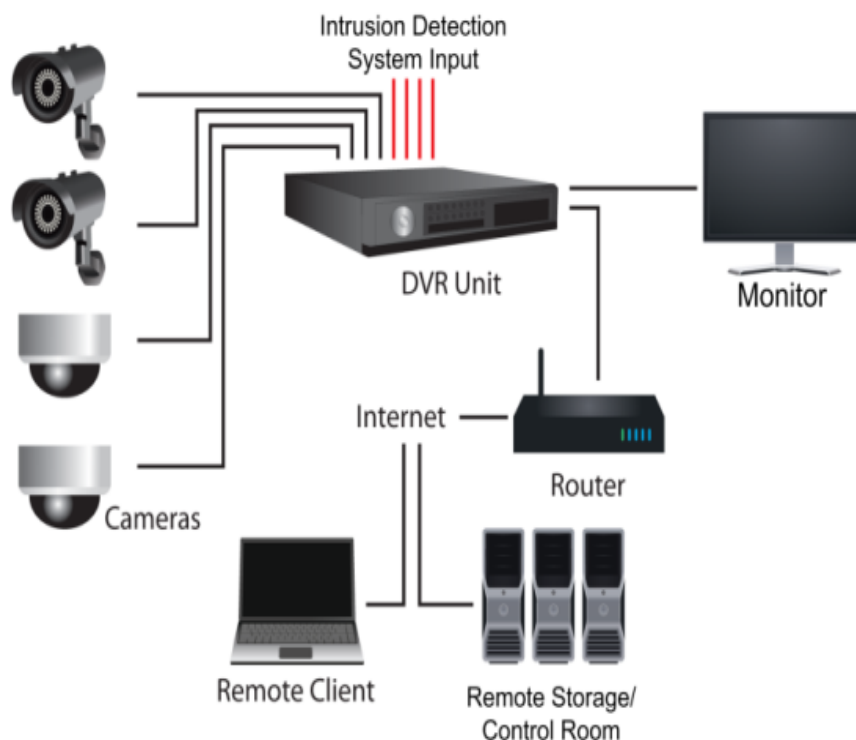 Intrusion Detection
System Input
DVR Unit
Monitor
Internet
Router
Cameras
Remote Client
Remote Storage/
Control Room